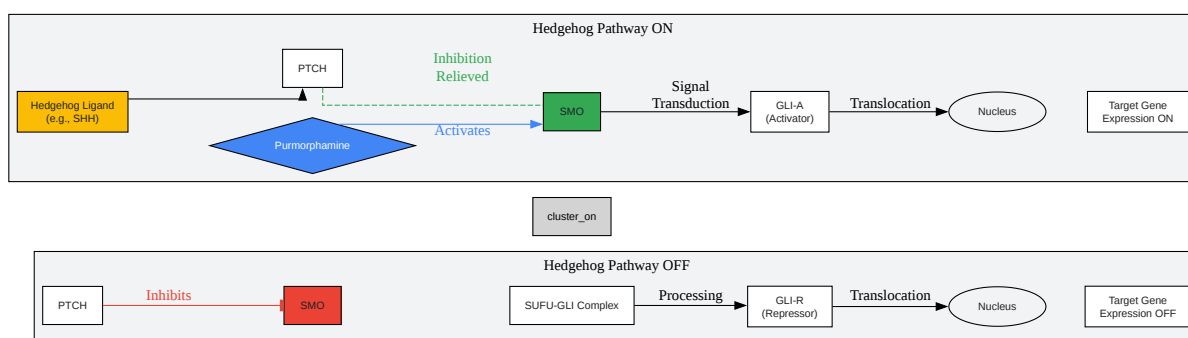 Hedgehog Pathway ON
PTCH
Inhibition
Relieved
Hedgehog Ligand
(e.g., SHH)
SMO
Signal
Transduction
GLI-A
(Activator)
Translocation
Nucleus
Target Gene
Expression ON
Activates
Purmorphamine
cluster_on
Hedgehog Pathway OFF
PTCH
Inhibits
SMO
SUFU-GLI Complex
Processing
GLI-R
(Repressor)
Translocation
Nucleus
Target Gene
Expression OFF